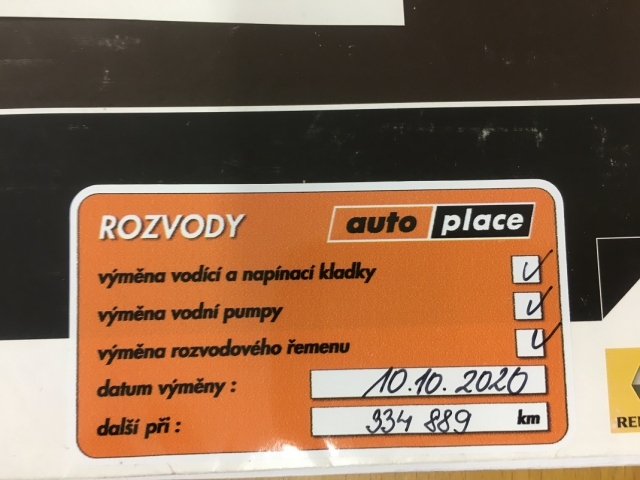 ROZVODY
auto place
výměna vodící a napínací kladky
výměna vodní pumpy
výměna rozvodového řemenu
datum výměny : 10.10. 2020
další při : 334 889 km
REN